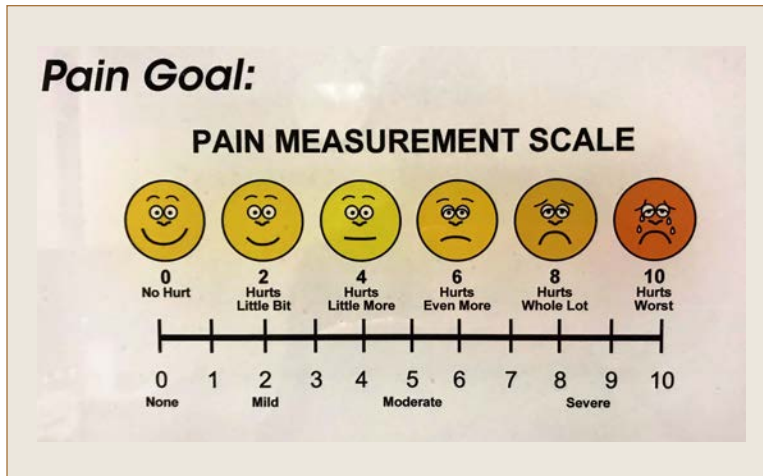 Pain Goal:
PAIN MEASUREMENT SCALE
0 2 4 6 8 10
No Hurt Hurts Hurts Hurts Hurts Hurts
Little Bit Little More Even More Whole Lot Worst
0 1 2 3 4 5 6 7 8 9 10
None Mild Moderate Severe